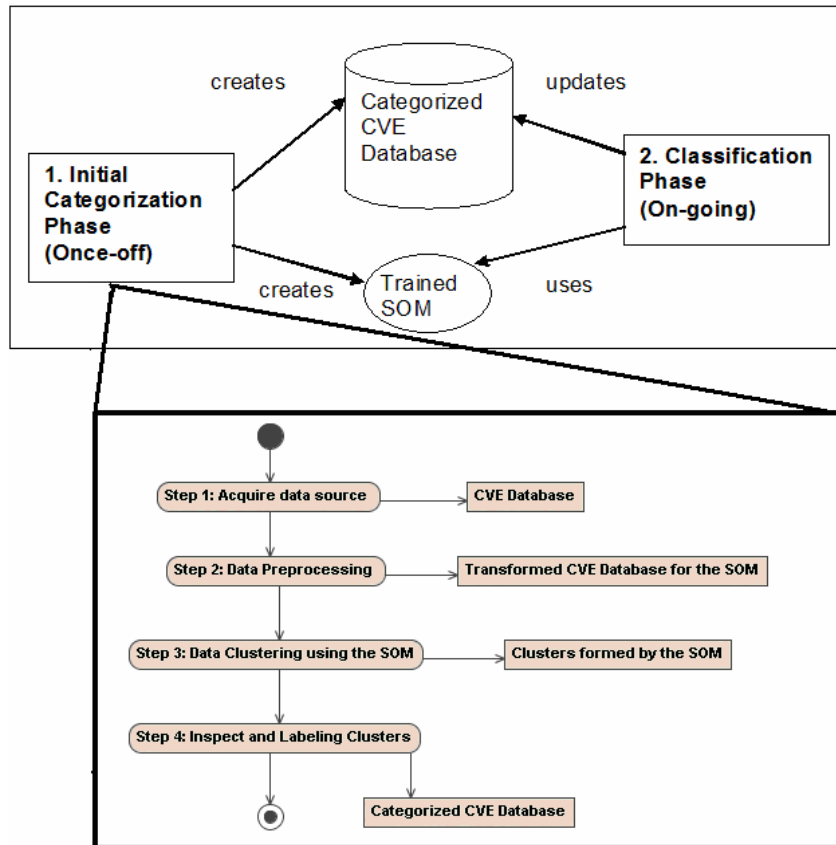 creates
updates
Categorized
CVE
Database
1. Initial
Categorization
Phase
(Once-off)
2. Classification
Phase
(On-going)
creates
Trained
SOM
uses
Step 1: Acquire data source
CVE Database
Step 2: Data Preprocessing
Transformed CVE Database for the SOM
Step 3: Data Clustering using the SOM
Clusters formed by the SOM
Step 4: Inspect and Labeling Clusters
Categorized CVE Database